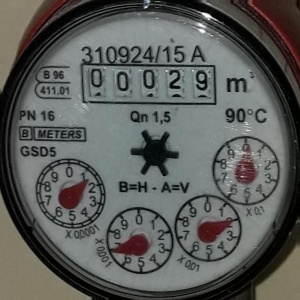 310924/15 A
B 96
411.01
00029 m³
PN 16
Qn 1,5
90°C
B METERS
GSD5
B=H - A=V
X 0,1
X 0,01
X 0,001
X 0,0001